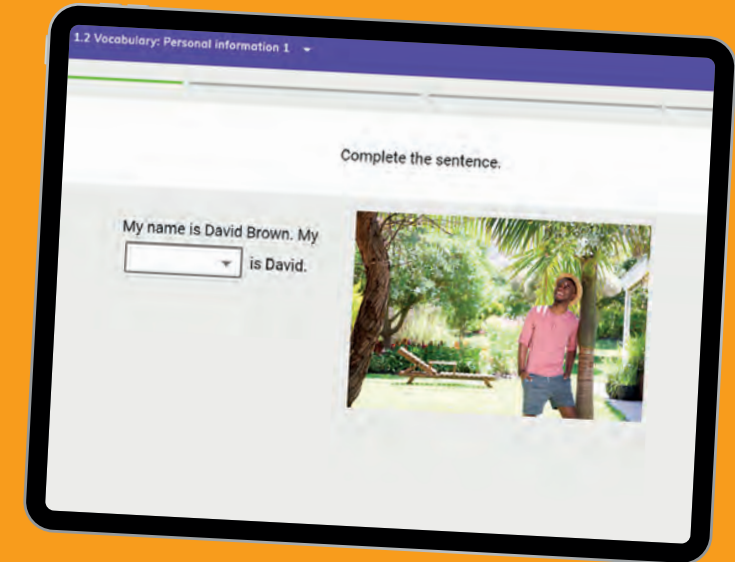 1.2 Vocabulary: Personal information 1
Complete the sentence.
My name is David Brown. My
is David.